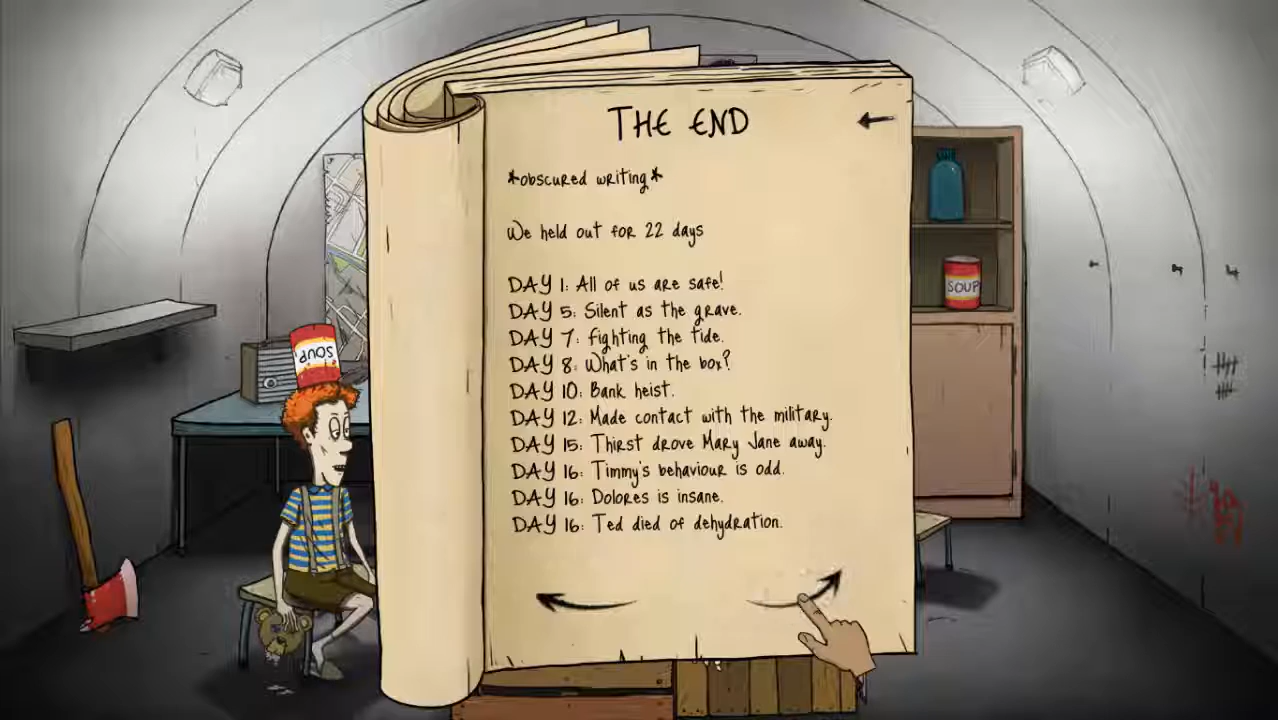 THE END
*obscured writing*
We held out for 22 days
DAY 1: All of us are safe!
DAY 5: Silent as the grave.
DAY 7: Fighting the tide.
DAY 8: What's in the box?
DAY 10: Bank heist.
DAY 12: Made contact with the military.
DAY 15: Thirst drove Mary Jane away.
DAY 16: Timmy's behaviour is odd.
DAY 16: Dolores is insane.
DAY 16: Ted died of dehydration.
SOUP
SOUP